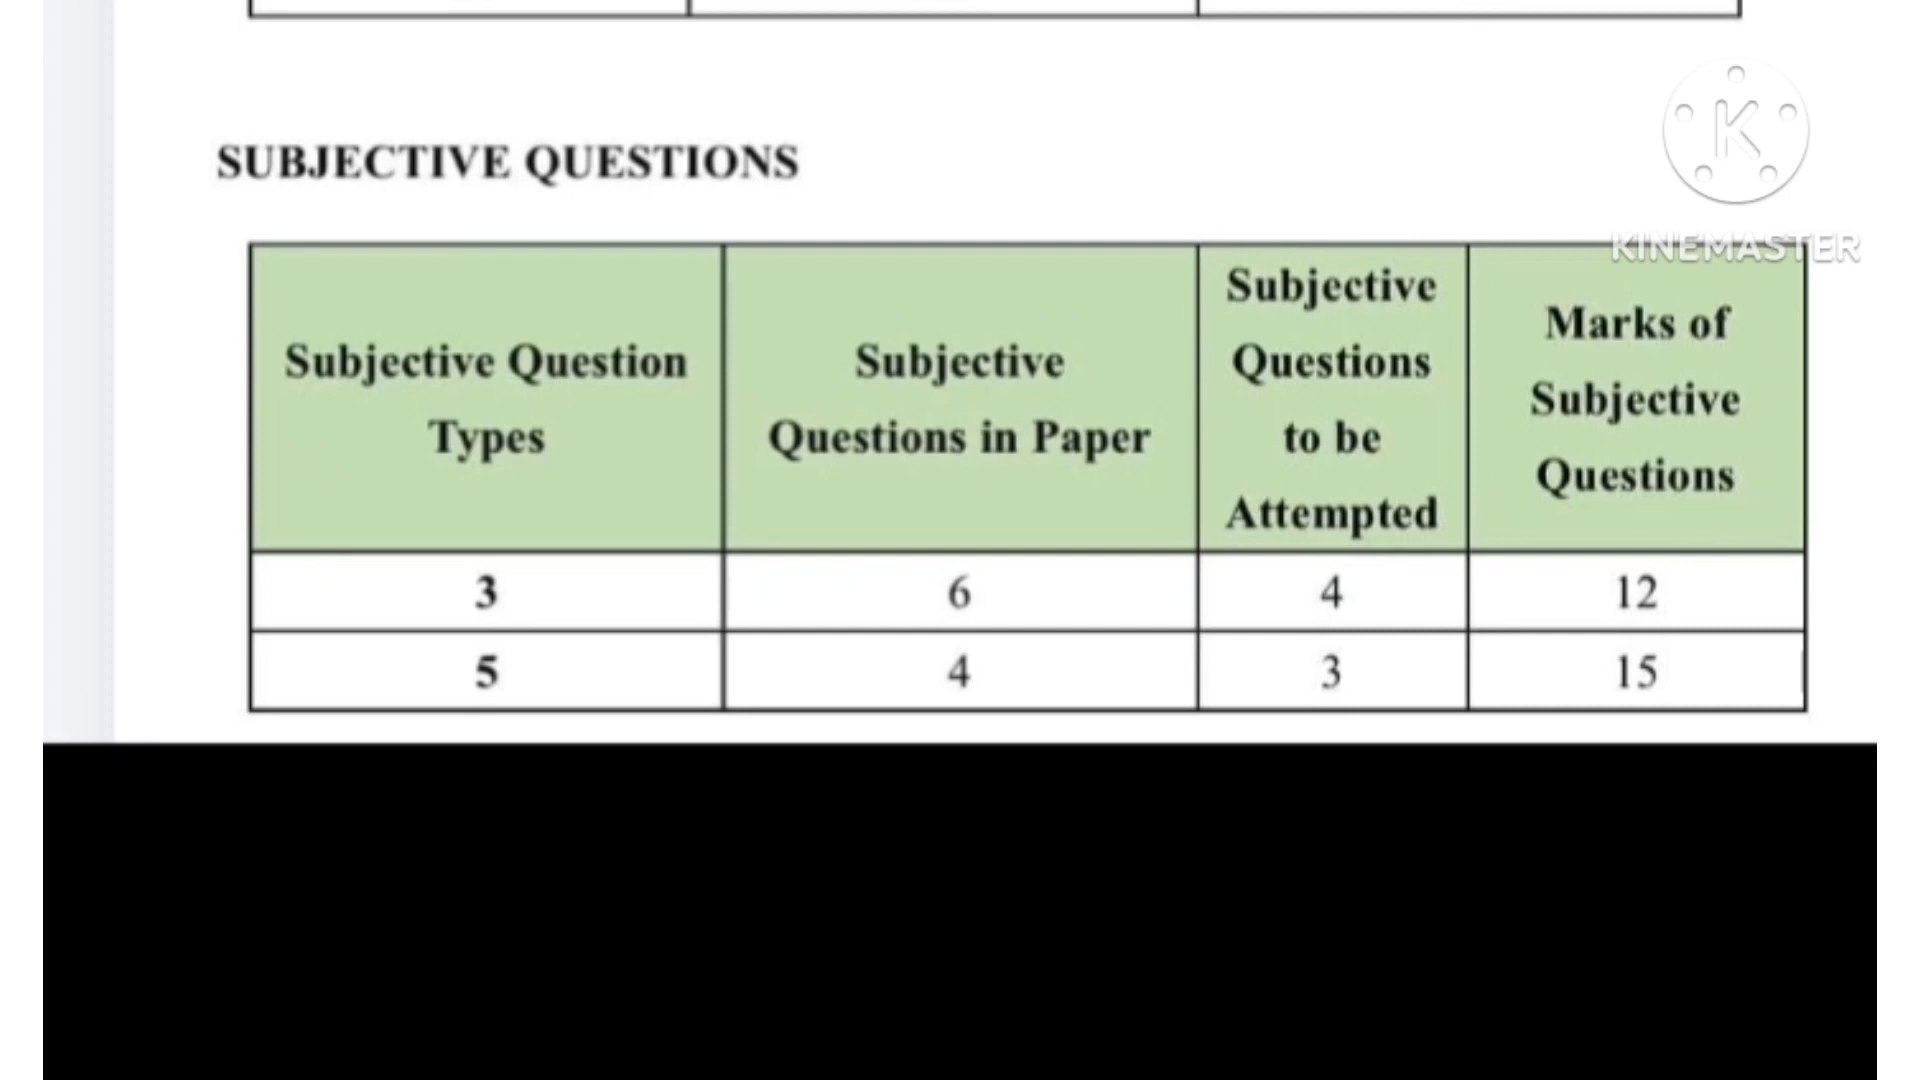 K
KINEMASTER
SUBJECTIVE QUESTIONS
Subjective Question
Types
Subjective
Questions in Paper
Subjective
Questions
to be
Attempted
Marks of
Subjective
Questions
3 6 4 12
5 4 3 15